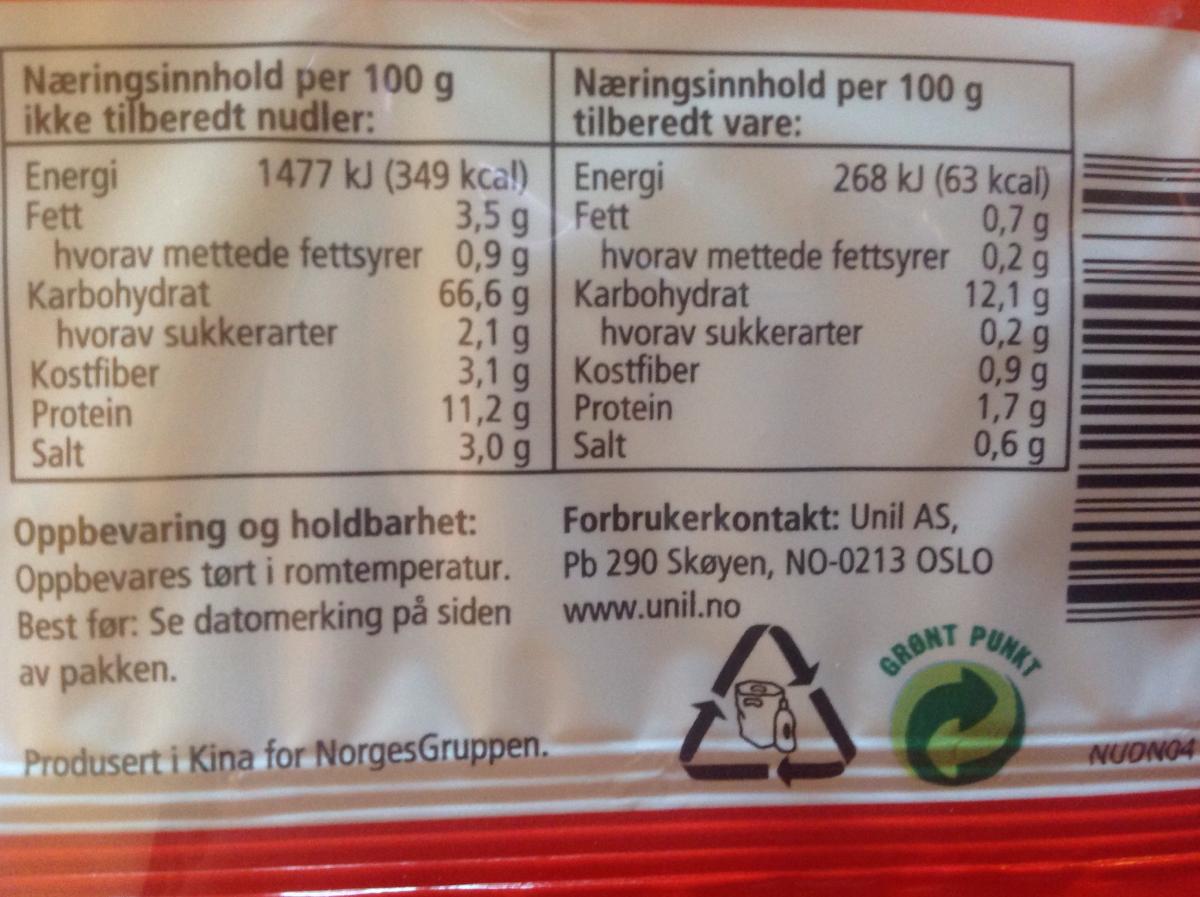 Næringsinnhold per 100 g
ikke tilberedt nudler:
Energi 1477 kJ (349 kcal)
Fett 3,5 g
hvorav mettede fettsyrer 0,9 g
Karbohydrat 66,6 g
hvorav sukkerarter 2,1 g
Kostfiber 3,1 g
Protein 11,2 g
Salt 3,0 g
Næringsinnhold per 100 g
tilberedt vare:
Energi 268 kJ (63 kcal)
Fett 0,7 g
hvorav mettede fettsyrer 0,2 g
Karbohydrat 12,1 g
hvorav sukkerarter 0,2 g
Kostfiber 0,9 g
Protein 1,7 g
Salt 0,6 g
Oppbevaring og holdbarhet:
Oppbevares tørt i romtemperatur.
Best før: Se datomerking på siden
av pakken.
Produsert i Kina for NorgesGruppen.
Forbrukerkontakt: Unil AS,
Pb 290 Skøyen, NO-0213 OSLO
www.unil.no
GRØNT PUNKT
NUDN04